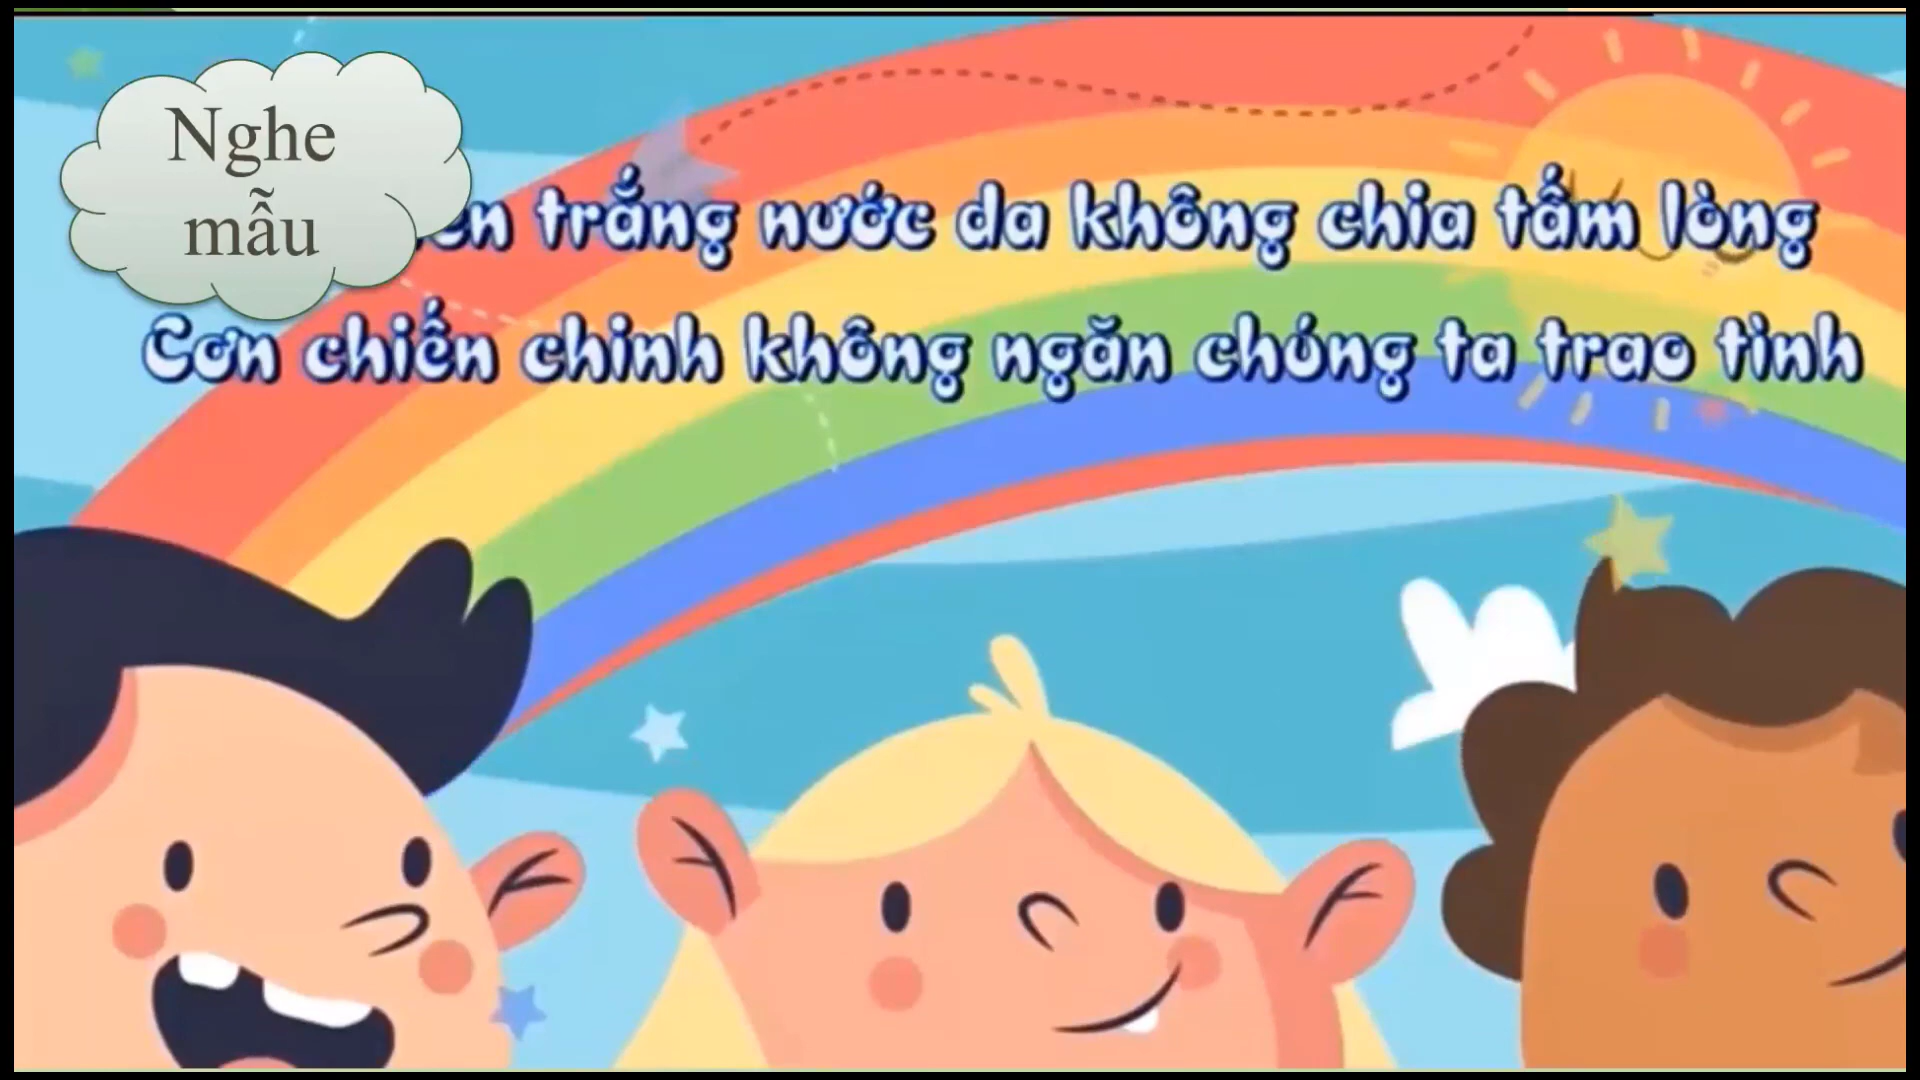 Nghe
mẫu
trắng nước da không chia tấm lòng
Cơn chiến chinh không ngăn chúng ta trao tình